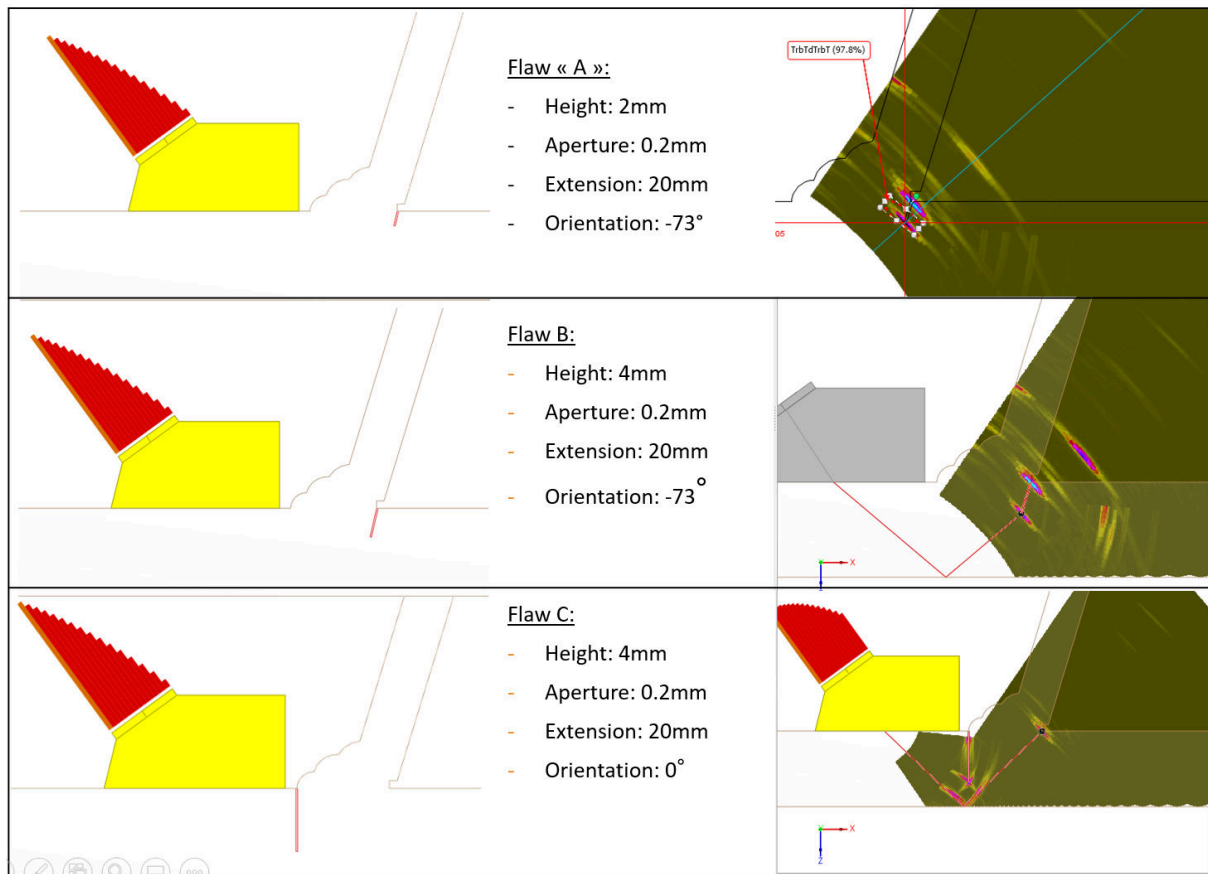 Flaw « A »:
- Height: 2mm
- Aperture: 0.2mm
- Extension: 20mm
- Orientation: -73°
TrbTdTrbT (97.8%)
Flaw B:
- Height: 4mm
- Aperture: 0.2mm
- Extension: 20mm
- Orientation: -73°
X
Z
Flaw C:
- Height: 4mm
- Aperture: 0.2mm
- Extension: 20mm
- Orientation: 0°
X
Z